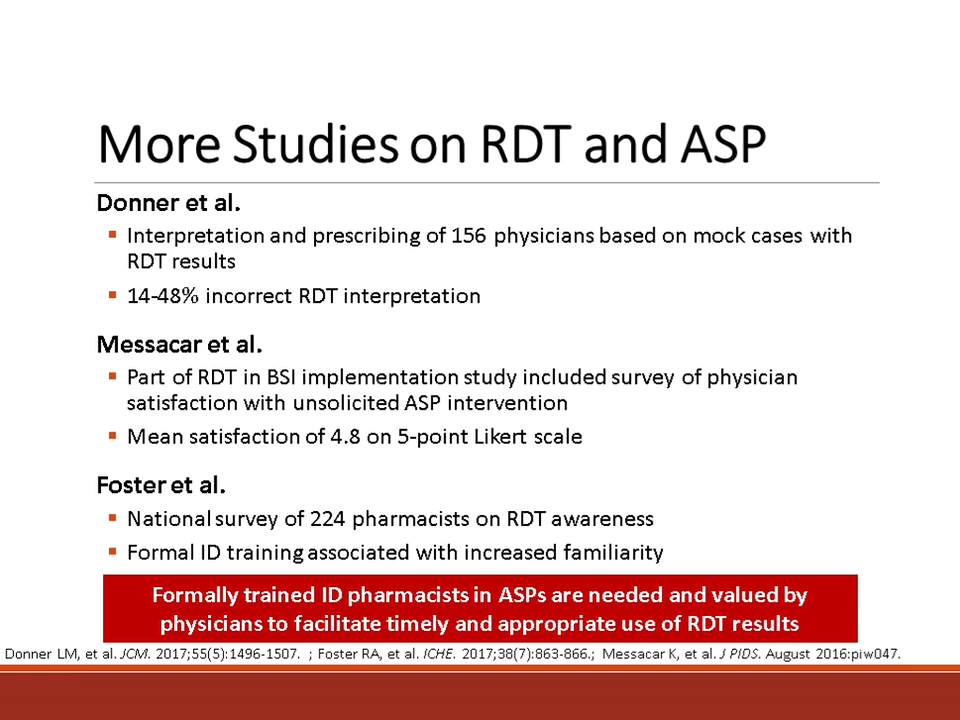 More Studies on RDT and ASP
Donner et al.
▪ Interpretation and prescribing of 156 physicians based on mock cases with
RDT results
▪ 14-48% incorrect RDT interpretation
Messacar et al.
▪ Part of RDT in BSI implementation study included survey of physician
satisfaction with unsolicited ASP intervention
▪ Mean satisfaction of 4.8 on 5-point Likert scale
Foster et al.
▪ National survey of 224 pharmacists on RDT awareness
▪ Formal ID training associated with increased familiarity
Formally trained ID pharmacists in ASPs are needed and valued by
physicians to facilitate timely and appropriate use of RDT results
Donner LM, et al. JCM. 2017;55(5):1496-1507. ; Foster RA, et al. ICHE. 2017;38(7):863-866.; Messacar K, et al. J PIDS. August 2016:piw047.